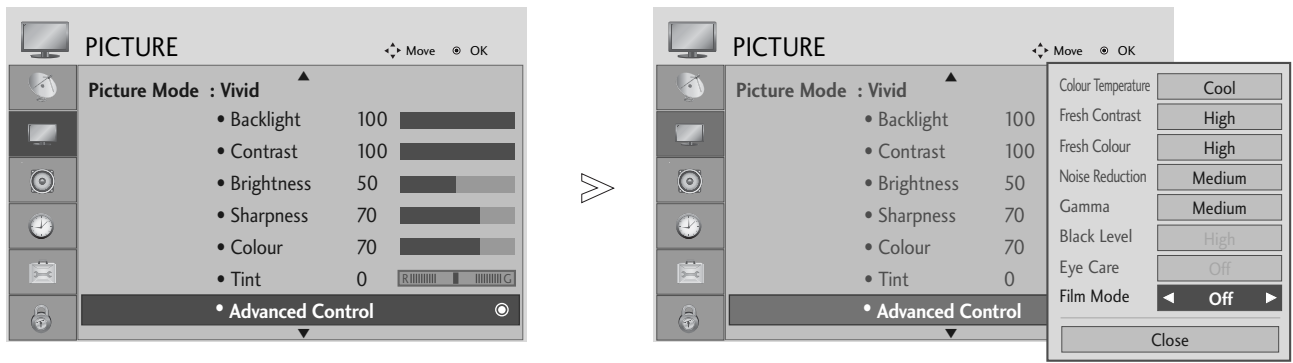 PICTURE
Move OK
Picture Mode : Vivid
• Backlight 100
• Contrast 100
• Brightness 50
• Sharpness 70
• Colour 70
• Tint 0 R G
• Advanced Control
PICTURE
Move OK
Picture Mode : Vivid
• Backlight 100
• Contrast 100
• Brightness 50
• Sharpness 70
• Colour 70
• Tint 0
• Advanced Control
Colour Temperature Cool
Fresh Contrast High
Fresh Colour High
Noise Reduction Medium
Gamma Medium
Black Level High
Eye Care Off
Film Mode ◀ Off ▶
Close